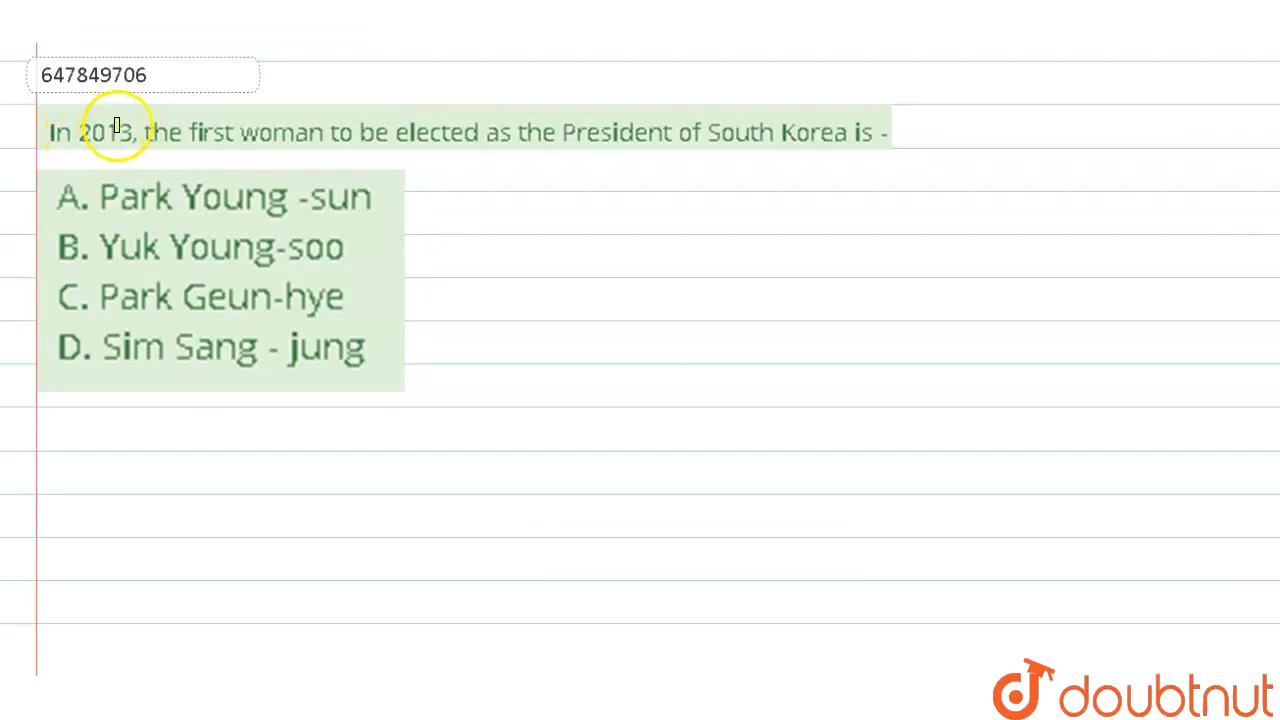 647849706
In 2013, the first woman to be elected as the President of South Korea is -
A. Park Young -sun
B. Yuk Young-soo
C. Park Geun-hye
D. Sim Sang - jung
doubtnut